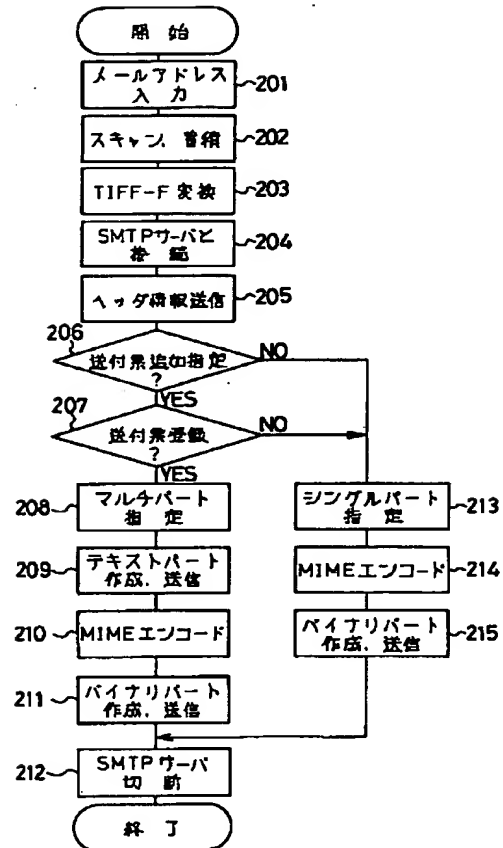 開始
メールアドレス
入力
201
スキャン、蓄積
202
TIFF-F変換
203
SMTPサーバと
接続
204
ヘッダ情報送信
205
206
送付票追加指定
?
NO
YES
207
送付票登録
?
NO
YES
208
マルチパート
指定
シングルパート
指定
213
209
テキストパート
作成、送信
MIMEエンコード
214
210
MIMEエンコード
バイナリパート
作成、送信
215
211
バイナリパート
作成、送信
212
SMTPサーバ
切断
終了